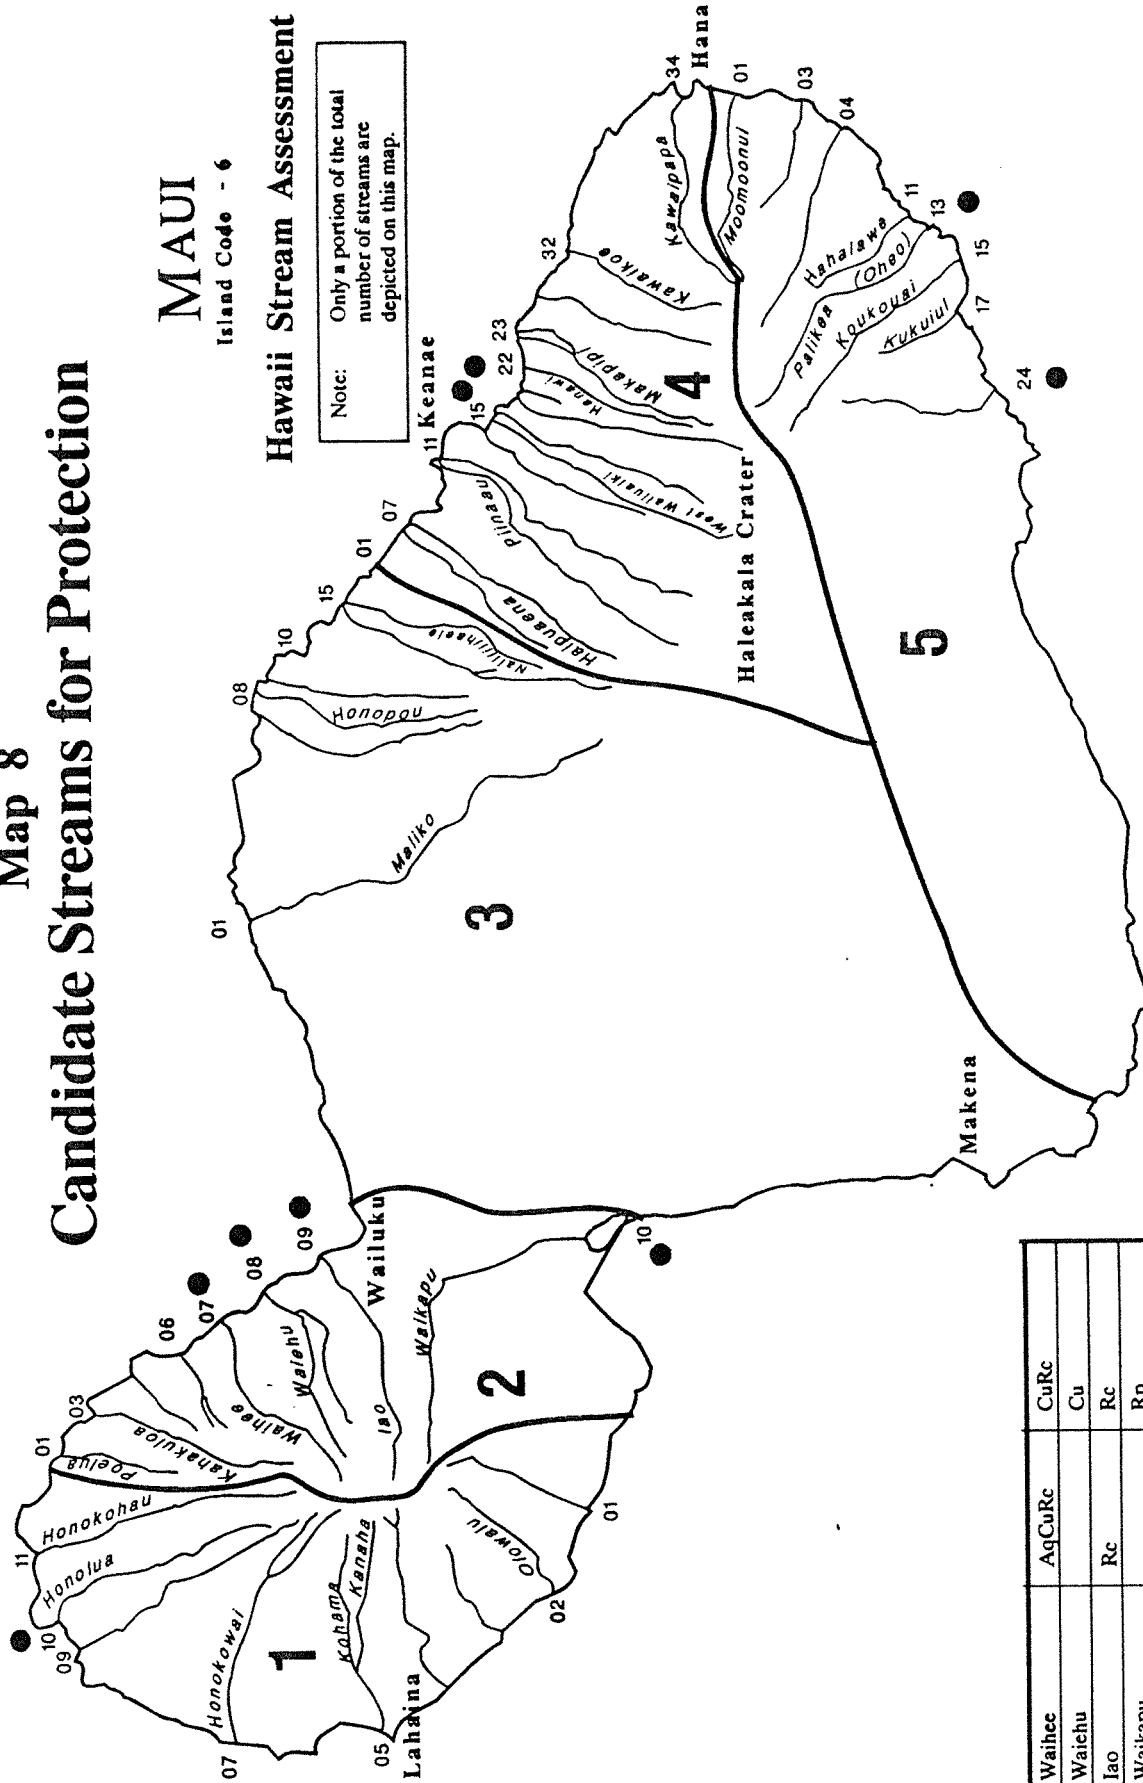 Map 8
Candidate Streams for Protection
MAUI
Island Code - 6
Hawaii Stream Assessment
Note: Only a portion of the total
number of streams are
depicted on this map.
11
10
09
07
05
02
01
Honokohau
Honolua
Honokowai
Kahoma
Kanaha
Olowalu
Lahaina
1
01
03
06
07
08
09
10
Poelua
Kahakuloa
Waihee
Waiehu
Iao
Waikapu
Wailuku
2
01
08
10
15
Maliko
Honopou
Nailiilihaele
3
Makena
01
07
11
15
22
23
32
34
Haipuaena
Piinaau
West Wailuaiki
Hanawi
Makapipi
Kawaikoe
Kawaipapa
Keanae
Hana
4
Haleakala Crater
01
03
04
11
13
15
17
24
Moomoonui
Hahalawe
(Oheo)
Palikea
Koukouai
Kukuiui
5
Waihee AqCuRc CuRc
Waiehu Cu
Iao Rc Rc
Waikapu Rp